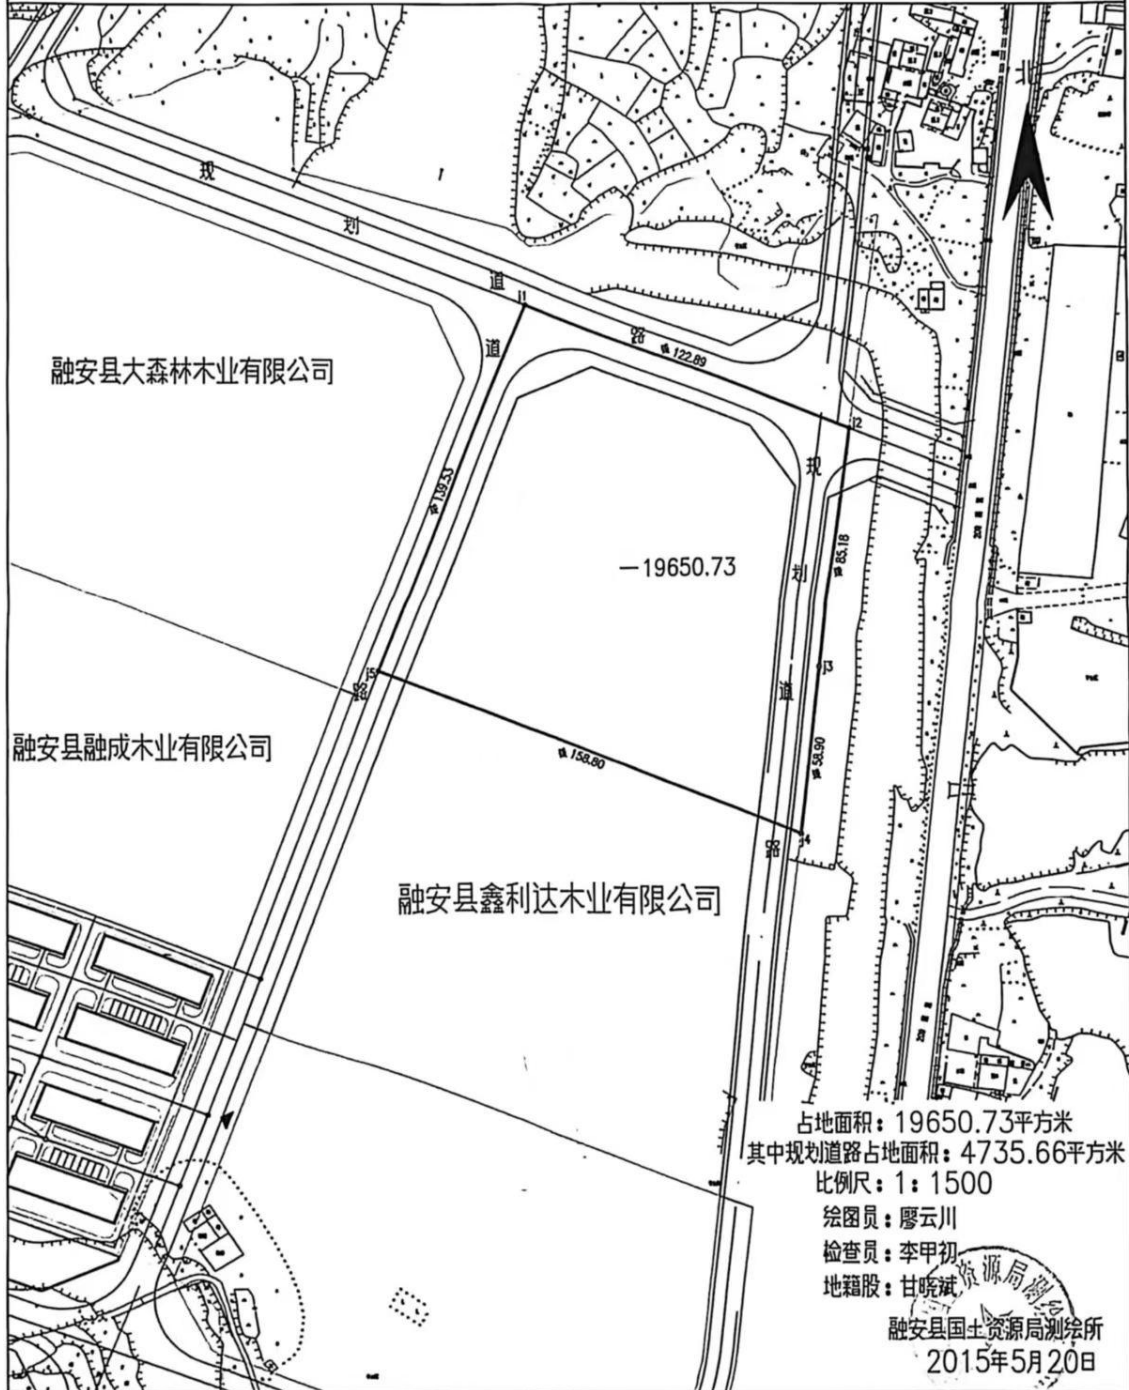 规
划
道
J1
道
路
122.89
J2
融安县大森林木业有限公司
规
139.53
85.18
划
—19650.73
J3
J5
路
道
融安县融成木业有限公司
158.80
58.90
J4
路
融安县鑫利达木业有限公司
占地面积：19650.73平方米
其中规划道路占地面积：4735.66平方米
比例尺：1：1500
绘图员：廖云川
检查员：李甲初
地籍股：甘晓斌
融安县国土资源局测绘所
2015年5月20日